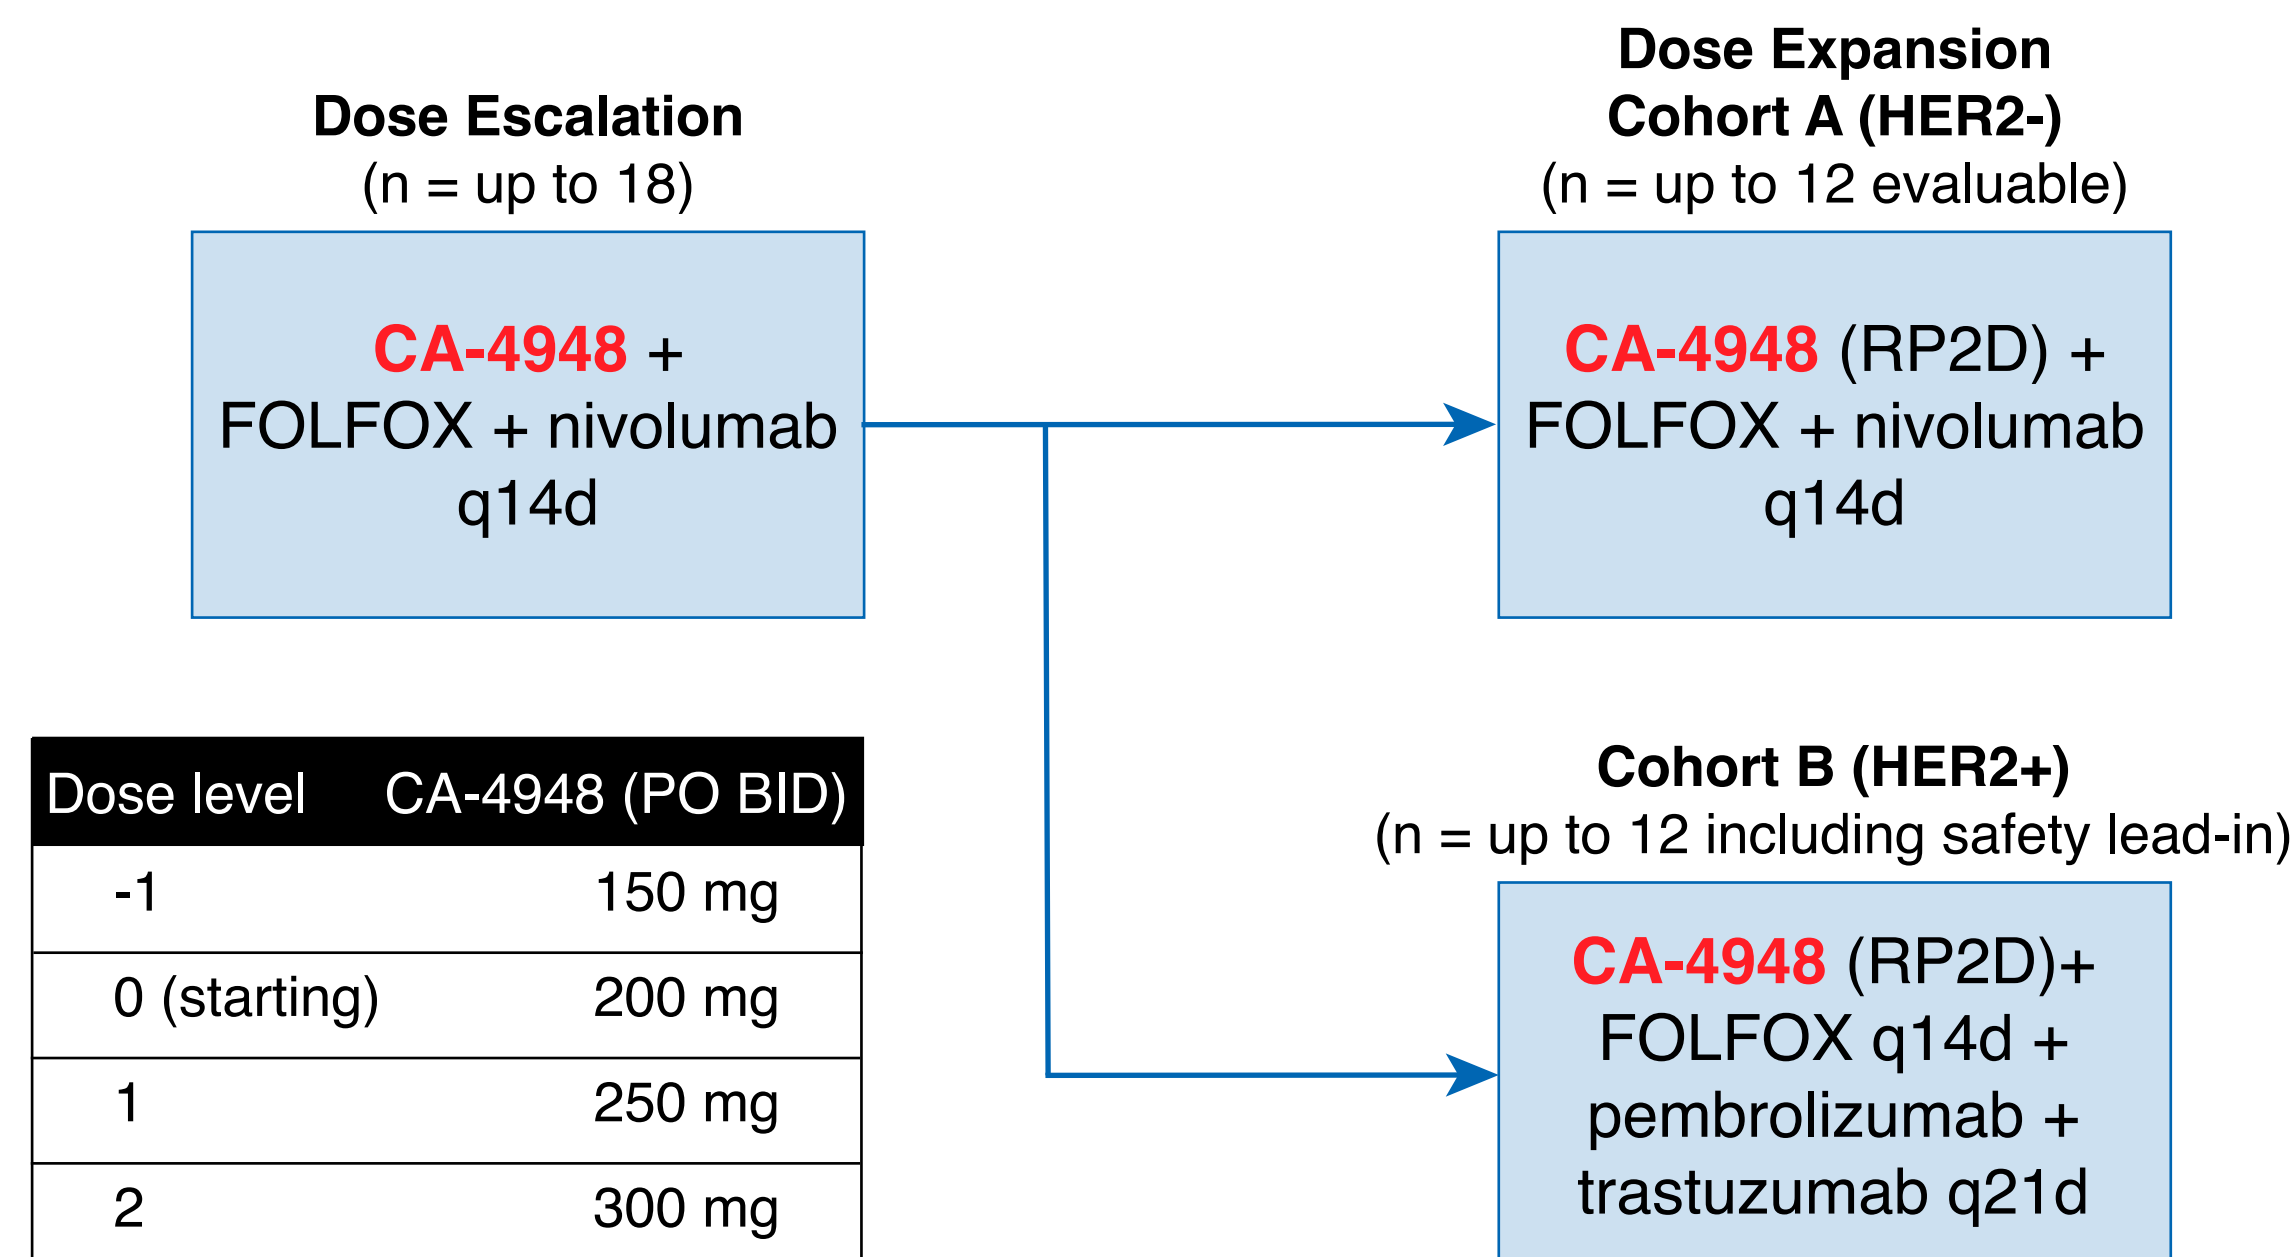 Dose Escalation
(n = up to 18)
CA-4948 +
FOLFOX + nivolumab
q14d
Dose Expansion
Cohort A (HER2-)
(n = up to 12 evaluable)
CA-4948 (RP2D) +
FOLFOX + nivolumab
q14d
Dose level CA-4948 (PO BID)
-1 150 mg
0 (starting) 200 mg
1 250 mg
2 300 mg
Cohort B (HER2+)
(n = up to 12 including safety lead-in)
CA-4948 (RP2D)+
FOLFOX q14d +
pembrolizumab +
trastuzumab q21d